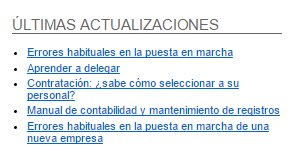 ÚLTIMAS ACTUALIZACIONES
Errores habituales en la puesta en marcha
Aprender a delegar
Contratación: ¿sabe cómo seleccionar a su
personal?
Manual de contabilidad y mantenimiento de registros
Errores habituales en la puesta en marcha de una
nueva empresa